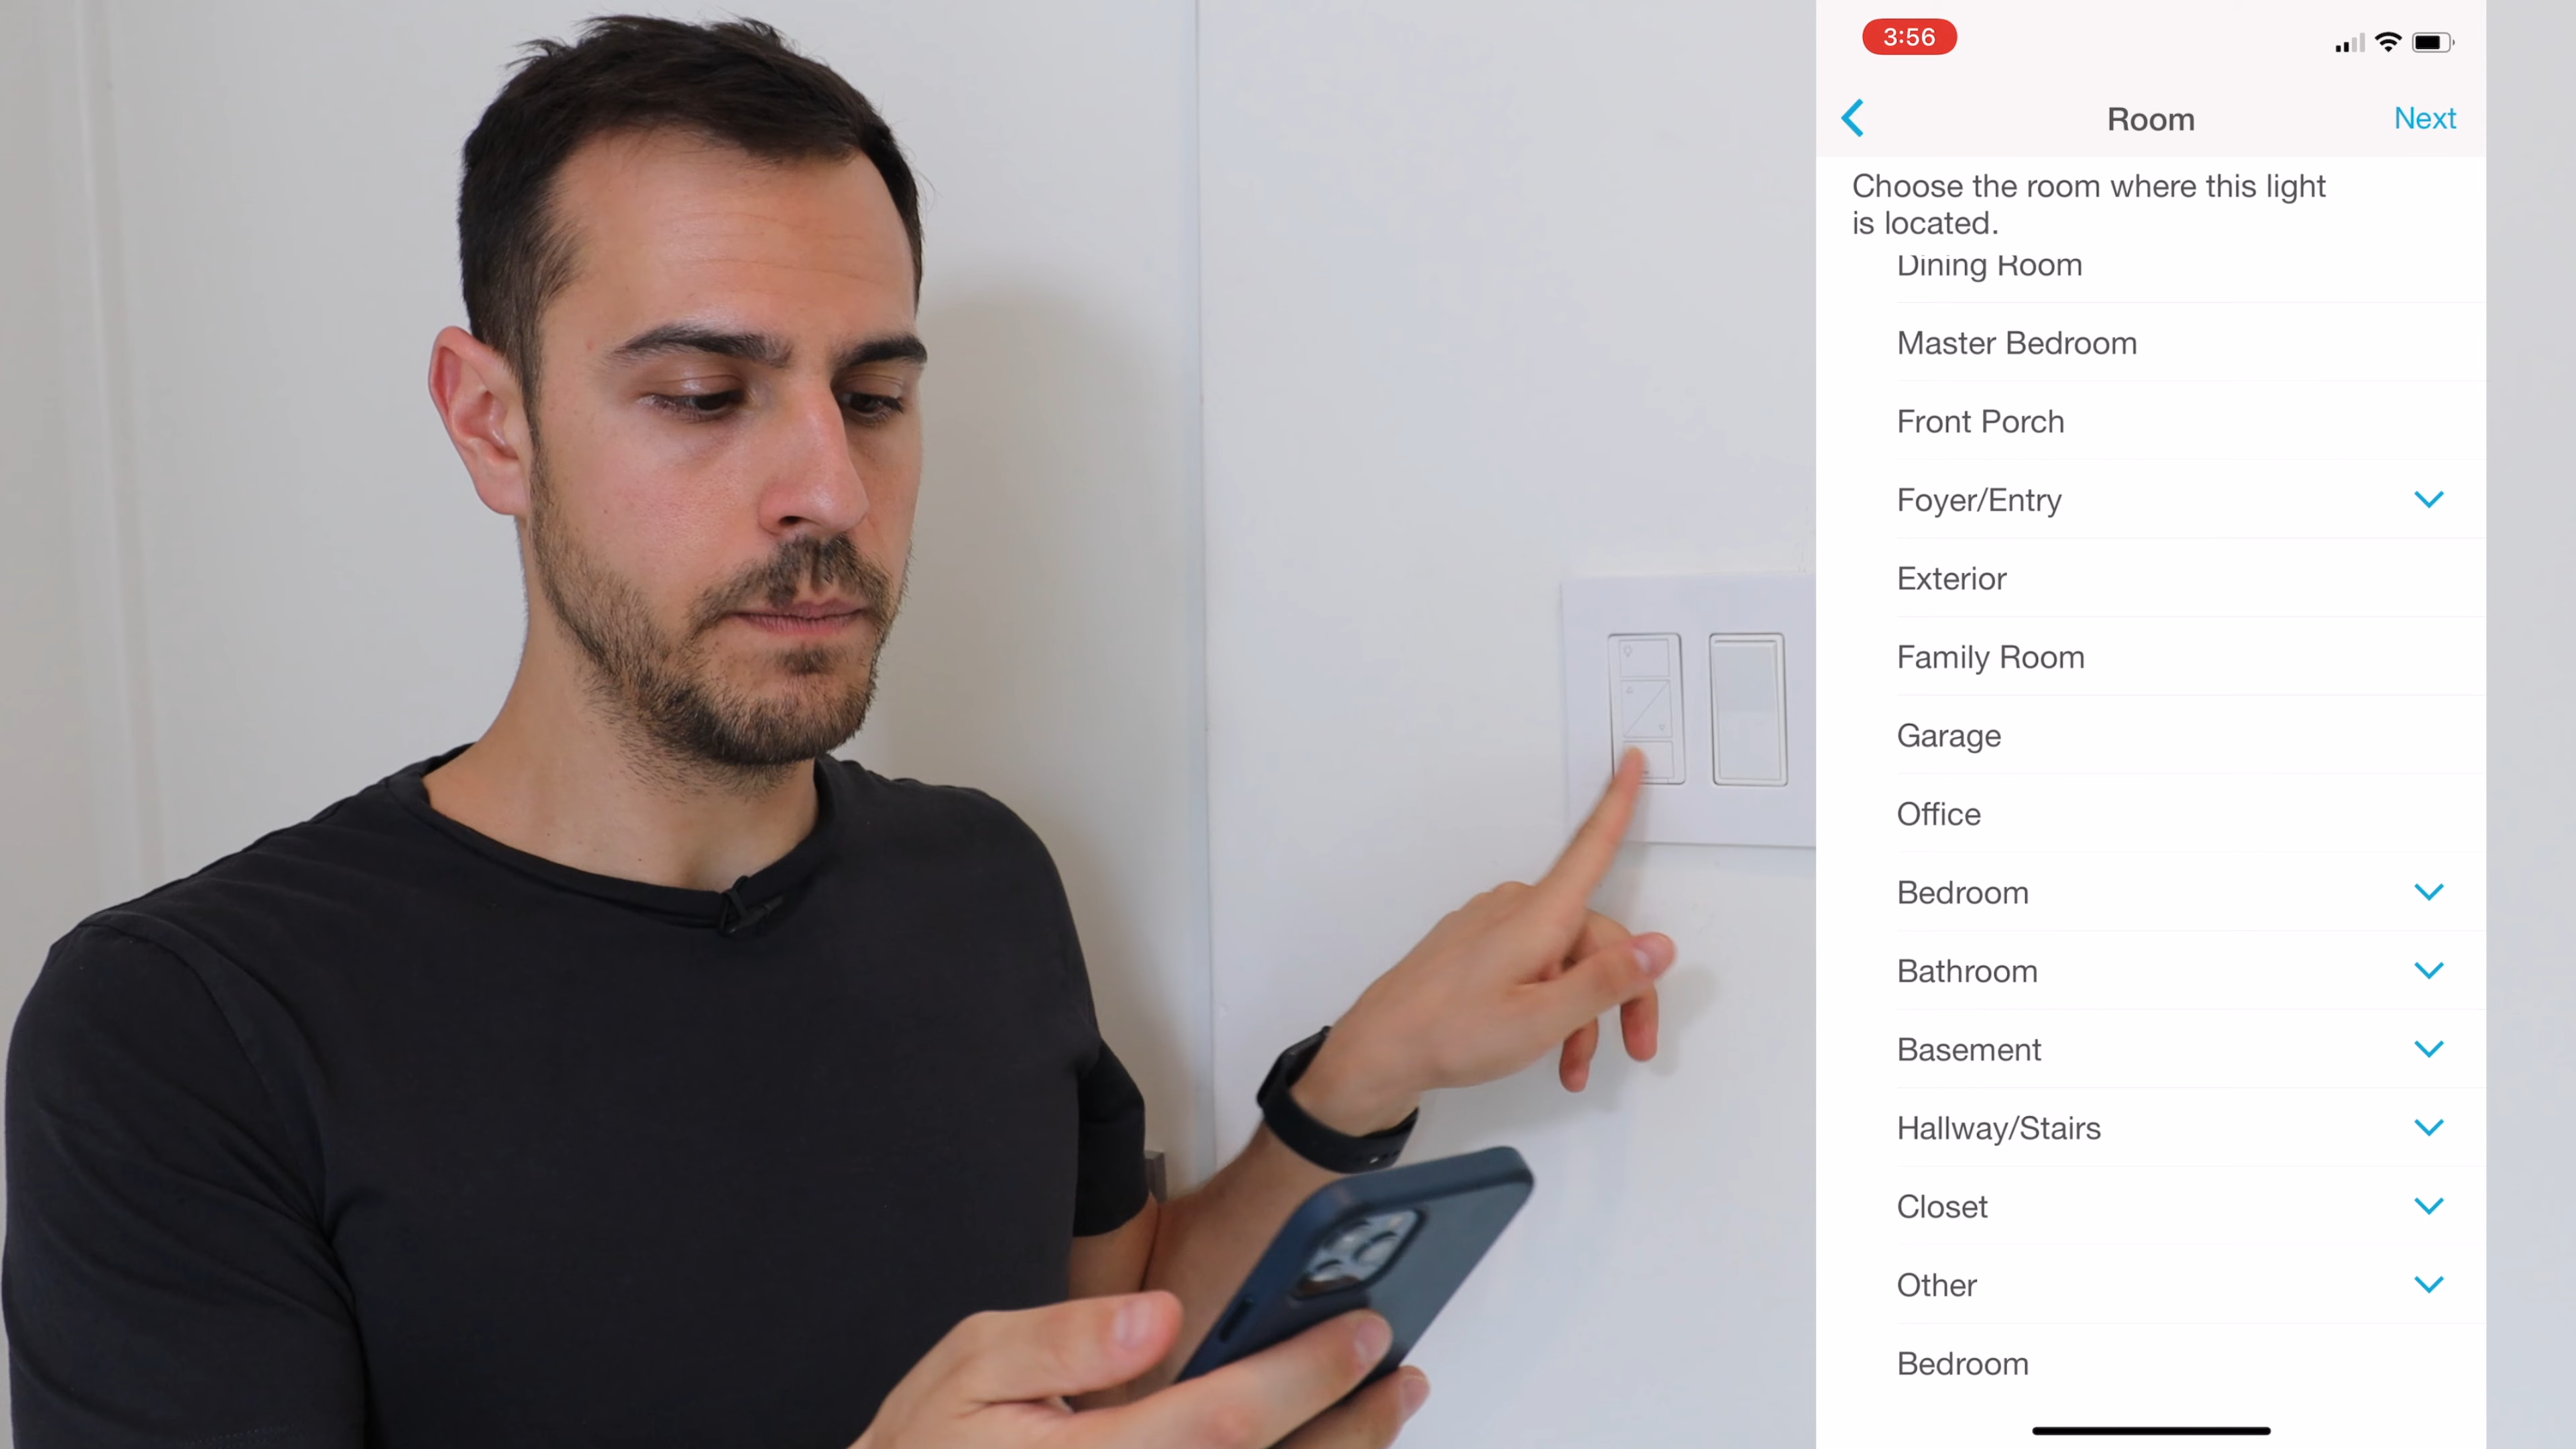 3:56
Room
Next
Choose the room where this light
is located.
Dining Room
Master Bedroom
Front Porch
Foyer/Entry
Exterior
Family Room
Garage
Office
Bedroom
Bathroom
Basement
Hallway/Stairs
Closet
Other
Bedroom